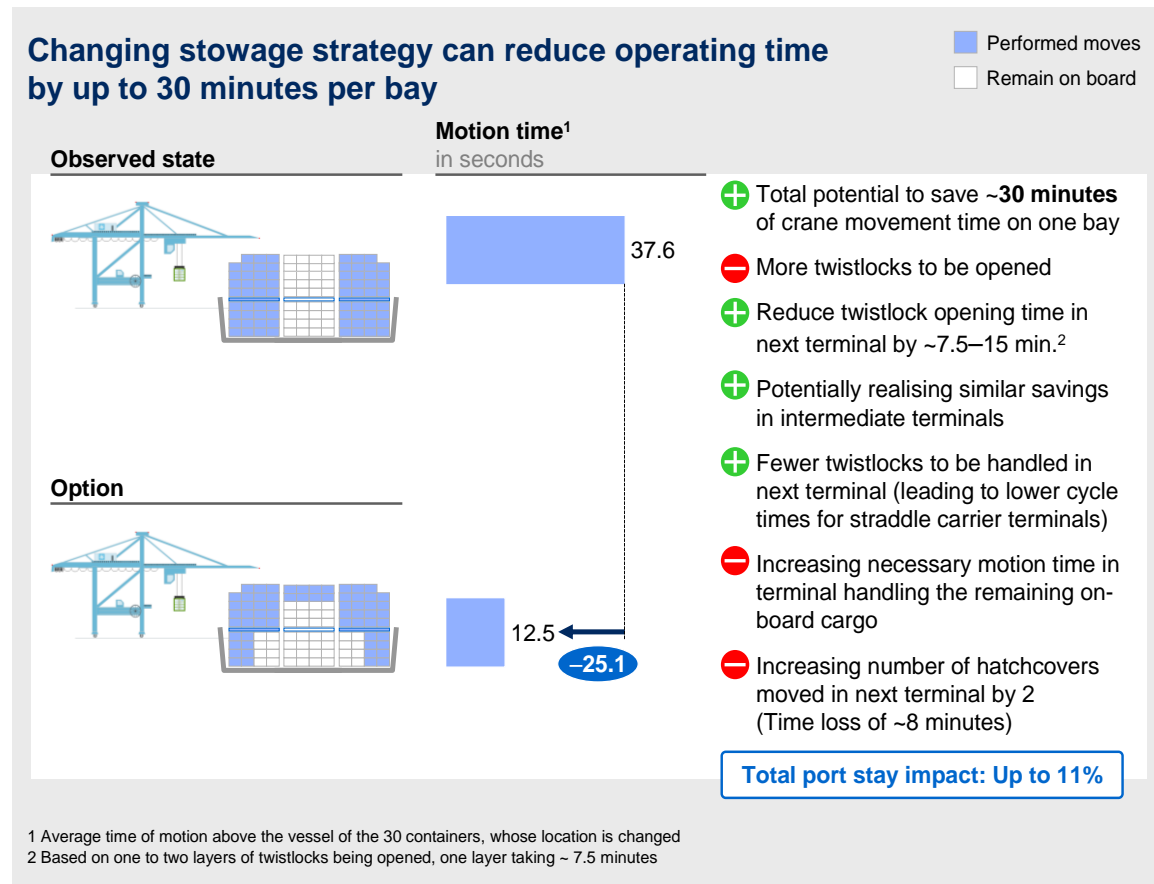 Changing stowage strategy can reduce operating time
by up to 30 minutes per bay
Performed moves
Remain on board
Observed state
Motion time¹
in seconds
37.6
Option
12.5
–25.1
Total potential to save ~30 minutes
of crane movement time on one bay
More twistlocks to be opened
Reduce twistlock opening time in
next terminal by ~7.5–15 min.²
Potentially realising similar savings
in intermediate terminals
Fewer twistlocks to be handled in
next terminal (leading to lower cycle
times for straddle carrier terminals)
Increasing necessary motion time in
terminal handling the remaining on-
board cargo
Increasing number of hatchcovers
moved in next terminal by 2
(Time loss of ~8 minutes)
Total port stay impact: Up to 11%
1 Average time of motion above the vessel of the 30 containers, whose location is changed
2 Based on one to two layers of twistlocks being opened, one layer taking ~ 7.5 minutes